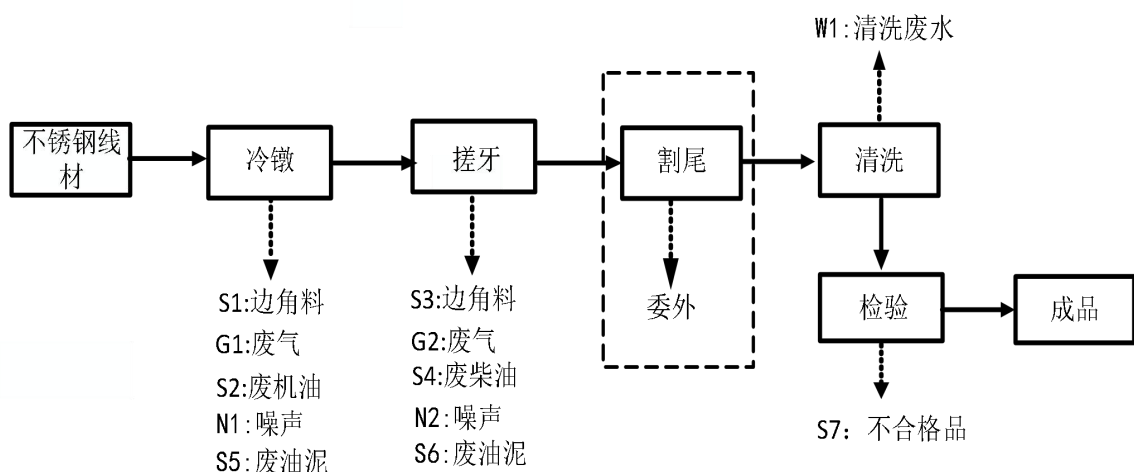 W1:清洗废水
不锈钢线
材
冷镦
搓牙
割尾
清洗
S1:边角料
G1:废气
S2:废机油
N1:噪声
S5:废油泥
S3:边角料
G2:废气
S4:废柴油
N2:噪声
S6:废油泥
委外
检验
成品
S7：不合格品